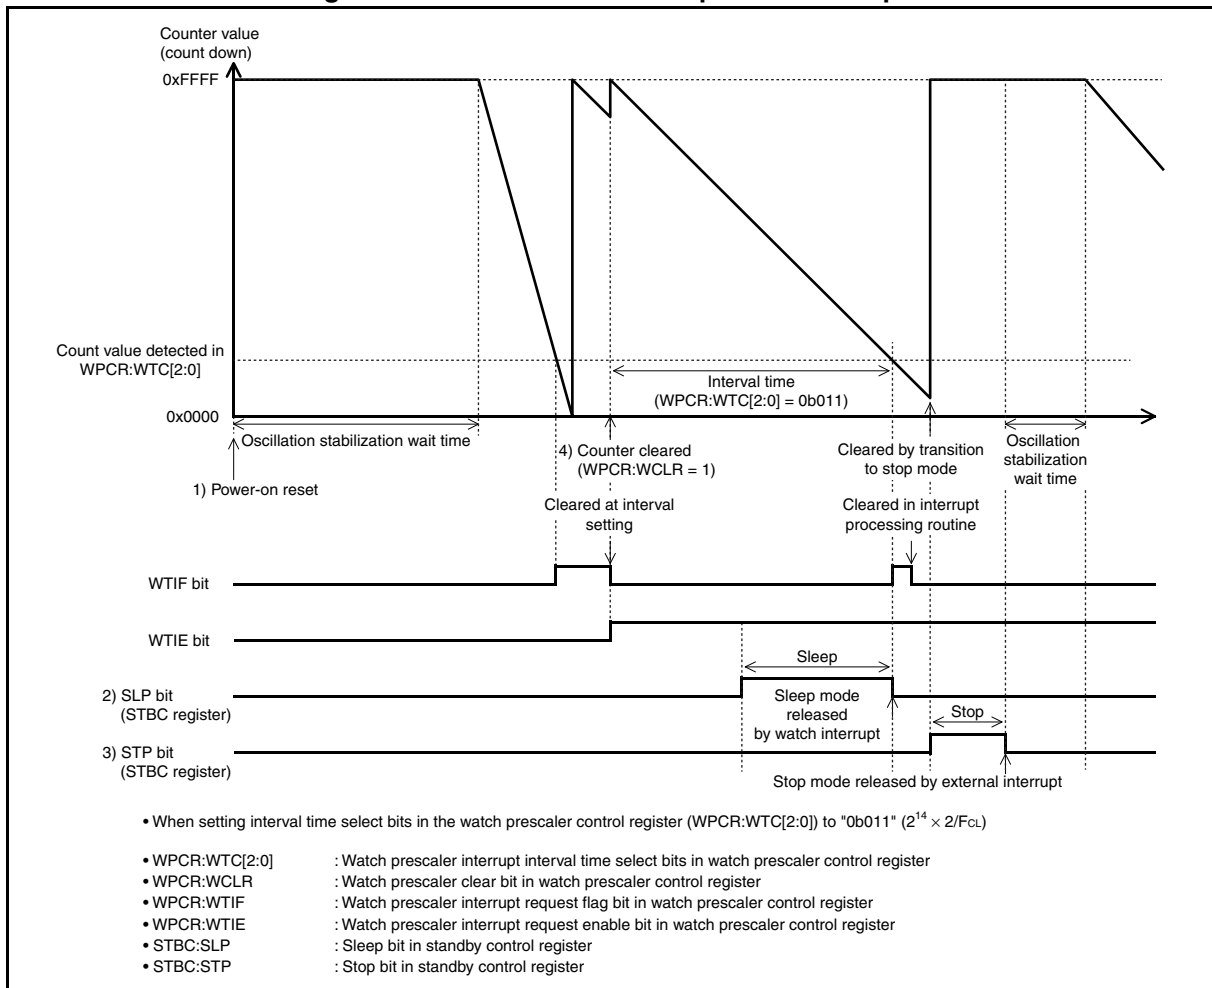 Counter value
(count down)
0xFFFF
Count value detected in
WPCR:WTC[2:0]
Interval time
(WPCR:WTC[2:0] = 0b011)
0x0000
Oscillation stabilization wait time
4) Counter cleared
(WPCR:WCLR = 1)
Cleared by transition
to stop mode
Oscillation
stabilization
wait time
1) Power-on reset
Cleared at interval
setting
Cleared in interrupt
processing routine
WTIF bit
WTIE bit
Sleep
2) SLP bit
(STBC register)
Sleep mode
released
by watch interrupt
Stop
3) STP bit
(STBC register)
Stop mode released by external interrupt
• When setting interval time select bits in the watch prescaler control register (WPCR:WTC[2:0]) to "0b011" (2¹⁴ × 2/FCL)
• WPCR:WTC[2:0] : Watch prescaler interrupt interval time select bits in watch prescaler control register
• WPCR:WCLR : Watch prescaler clear bit in watch prescaler control register
• WPCR:WTIF : Watch prescaler interrupt request flag bit in watch prescaler control register
• WPCR:WTIE : Watch prescaler interrupt request enable bit in watch prescaler control register
• STBC:SLP : Sleep bit in standby control register
• STBC:STP : Stop bit in standby control register